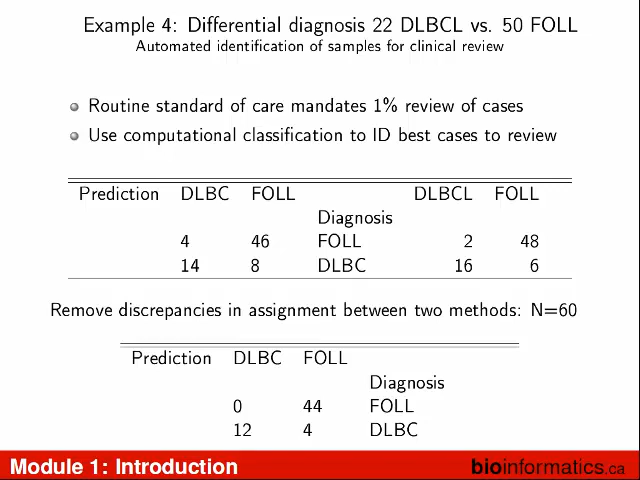 Example 4: Differential diagnosis 22 DLBCL vs. 50 FOLL
Automated identification of samples for clinical review
Routine standard of care mandates 1% review of cases
Use computational classification to ID best cases to review
Prediction DLBC FOLL DLBCL FOLL
Diagnosis
4 46 FOLL 2 48
14 8 DLBC 16 6
Remove discrepancies in assignment between two methods: N=60
Prediction DLBC FOLL
Diagnosis
0 44 FOLL
12 4 DLBC
Module 1: Introduction bioinformatics.ca